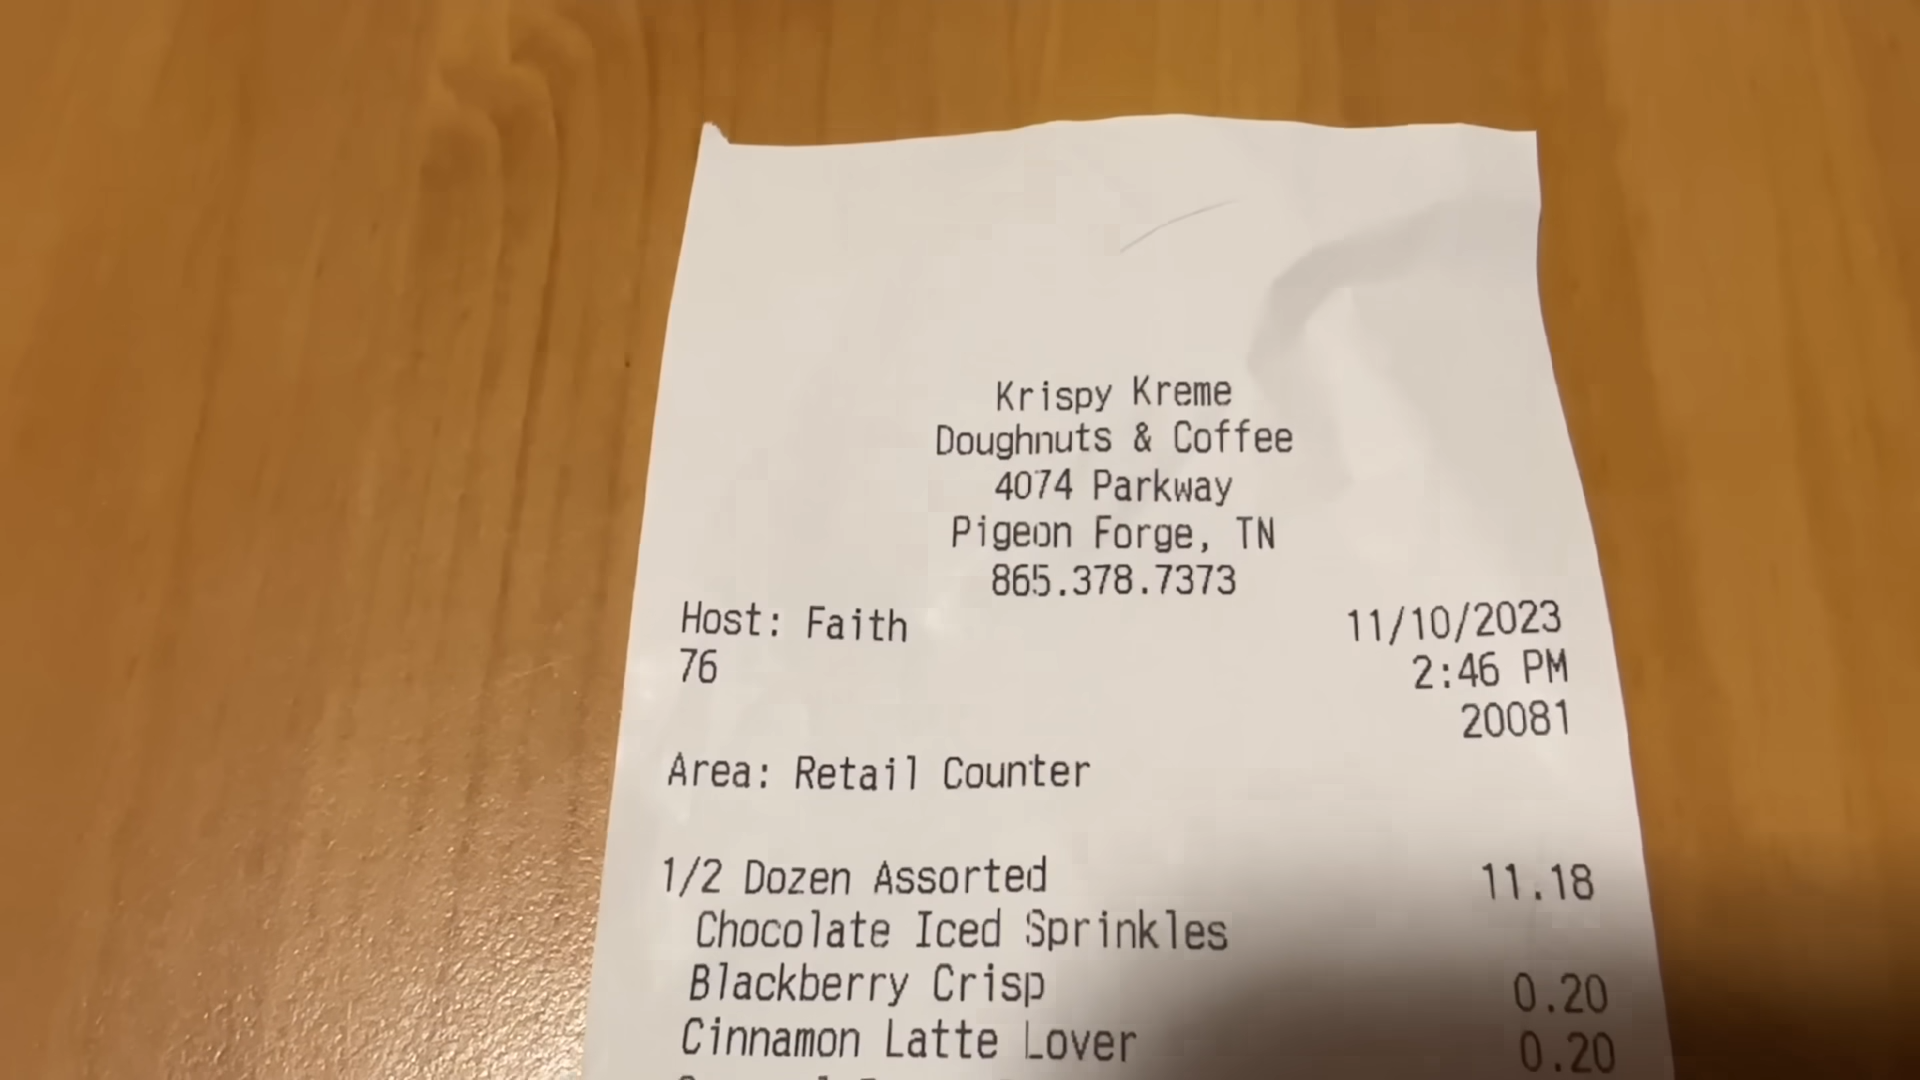 Krispy Kreme
Doughnuts & Coffee
4074 Parkway
Pigeon Forge, TN
865.378.7373
Host: Faith 11/10/2023
76 2:46 PM
20081
Area: Retail Counter
1/2 Dozen Assorted 11.18
Chocolate Iced Sprinkles
Blackberry Crisp 0.20
Cinnamon Latte Lover 0.20